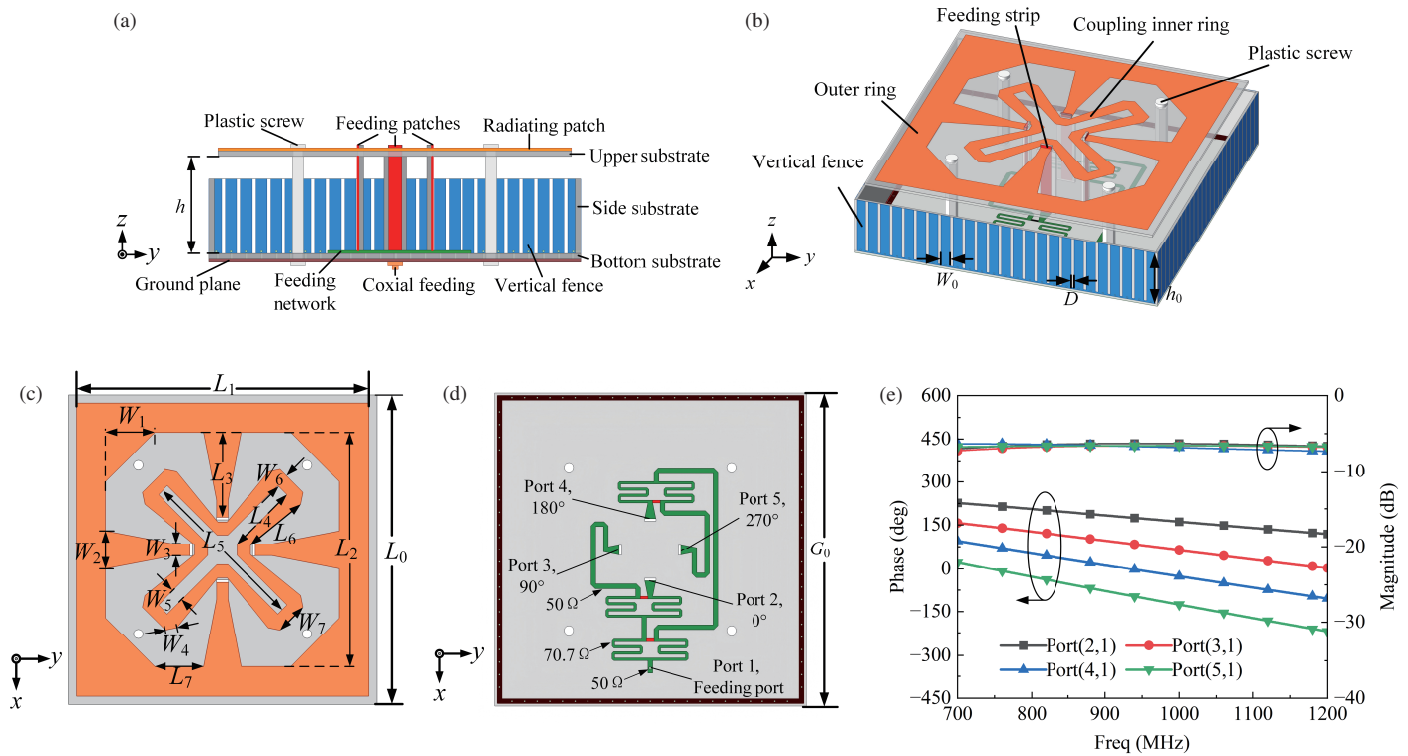 (a)
Plastic screw
Feeding patches
Radiating patch
Upper substrate
h
Side substrate
z
y
Bottom substrate
Ground plane
Feeding
network
Coxial feeding
Vertical fence
(b)
Feeding strip
Coupling inner ring
Plastic screw
Outer ring
Vertical fence
z
y
x
W0
D
h0
(c)
L1
W1
L3
W6
L4
L6
W2
W3
L5
L2
L0
W5
W7
W4
L7
y
x
(d)
Port 4,
180°
Port 5,
270°
G0
Port 3,
90°
50 Ω
Port 2,
0°
70.7 Ω
50 Ω
Port 1,
Feeding port
y
x
(e)
600
450
300
150
0
−150
−300
−450
Phase (deg)
0
−10
−20
−30
−40
Magnitude (dB)
Port(2,1)
Port(3,1)
Port(4,1)
Port(5,1)
700
800
900
1000
1100
1200
Freq (MHz)